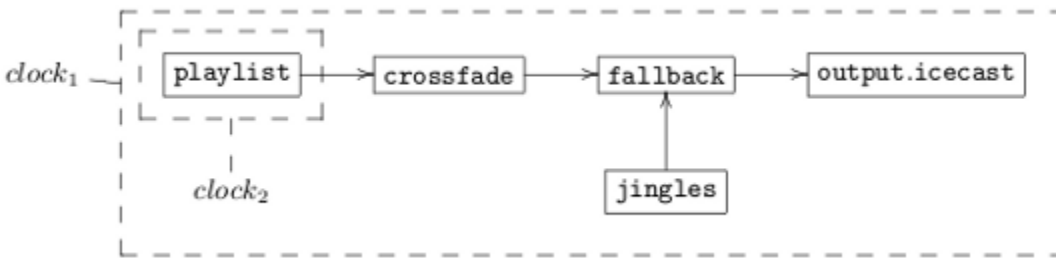 clock₁
playlist
crossfade
fallback
output.icecast
clock₂
jingles